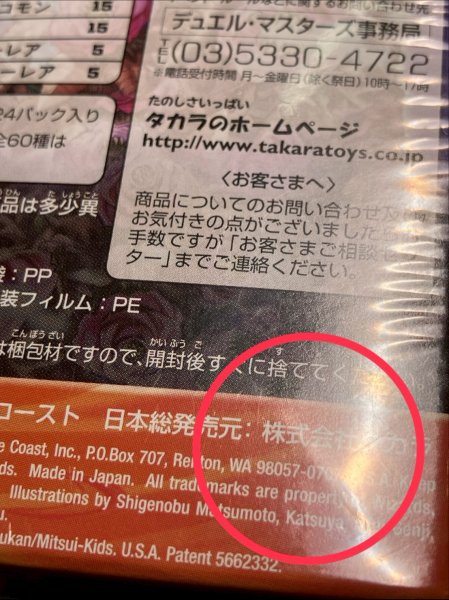 コモン 15
レア 5
ーレア 5
24パック入り
全60種は
品は多少異
デュエル・マスターズ事務局
TEL (03)5330-4722
※電話受付時間 月～金曜日(除く祭日)10時～17時
たのしさいっぱい
タカラのホームページ
http://www.takaratoys.co.jp
〈お客さまへ〉
商品についてのお問い合わせ及び
お気付きの点がございました
手数ですが「お客さまご相談セ
ター」までご連絡ください。
:PP
装フィルム:PE
は梱包材ですので、開封後すぐに捨ててく
コースト 日本総発売元: 株式会社タカラ
e Coast, Inc., P.O.Box 707, Renton, WA 98057-07
ds. Made in Japan. All trademarks are property
Illustrations by Shigenobu Matsumoto, Katsuya
ukan/Mitsui-Kids. U.S.A. Patent 5662332.